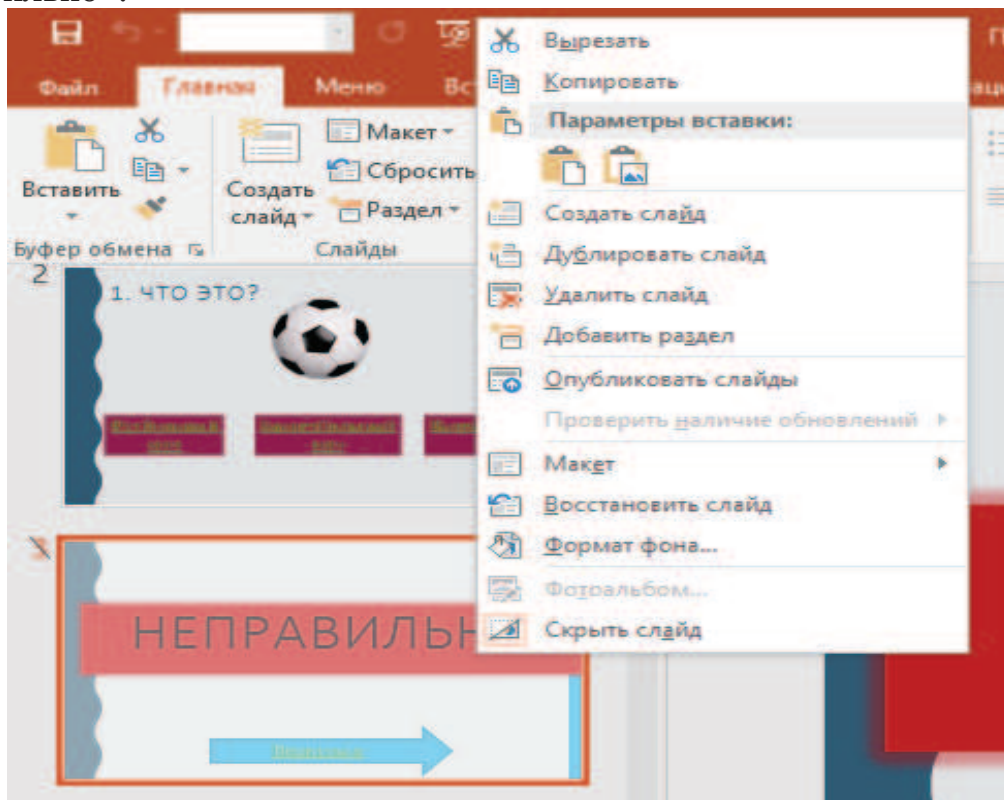 Файл Главная Меню Вс
Вставить
Создать слайд
Макет
Сбросить
Раздел
Буфер обмена
Слайды
Вырезать
Копировать
Параметры вставки:
Создать слайд
Дублировать слайд
Удалить слайд
Добавить раздел
Опубликовать слайды
Проверить наличие обновлений
Макет
Восстановить слайд
Формат фона...
Фотоальбом...
Скрыть слайд
2
1. ЧТО ЭТО?
3
НЕПРАВИЛЬН